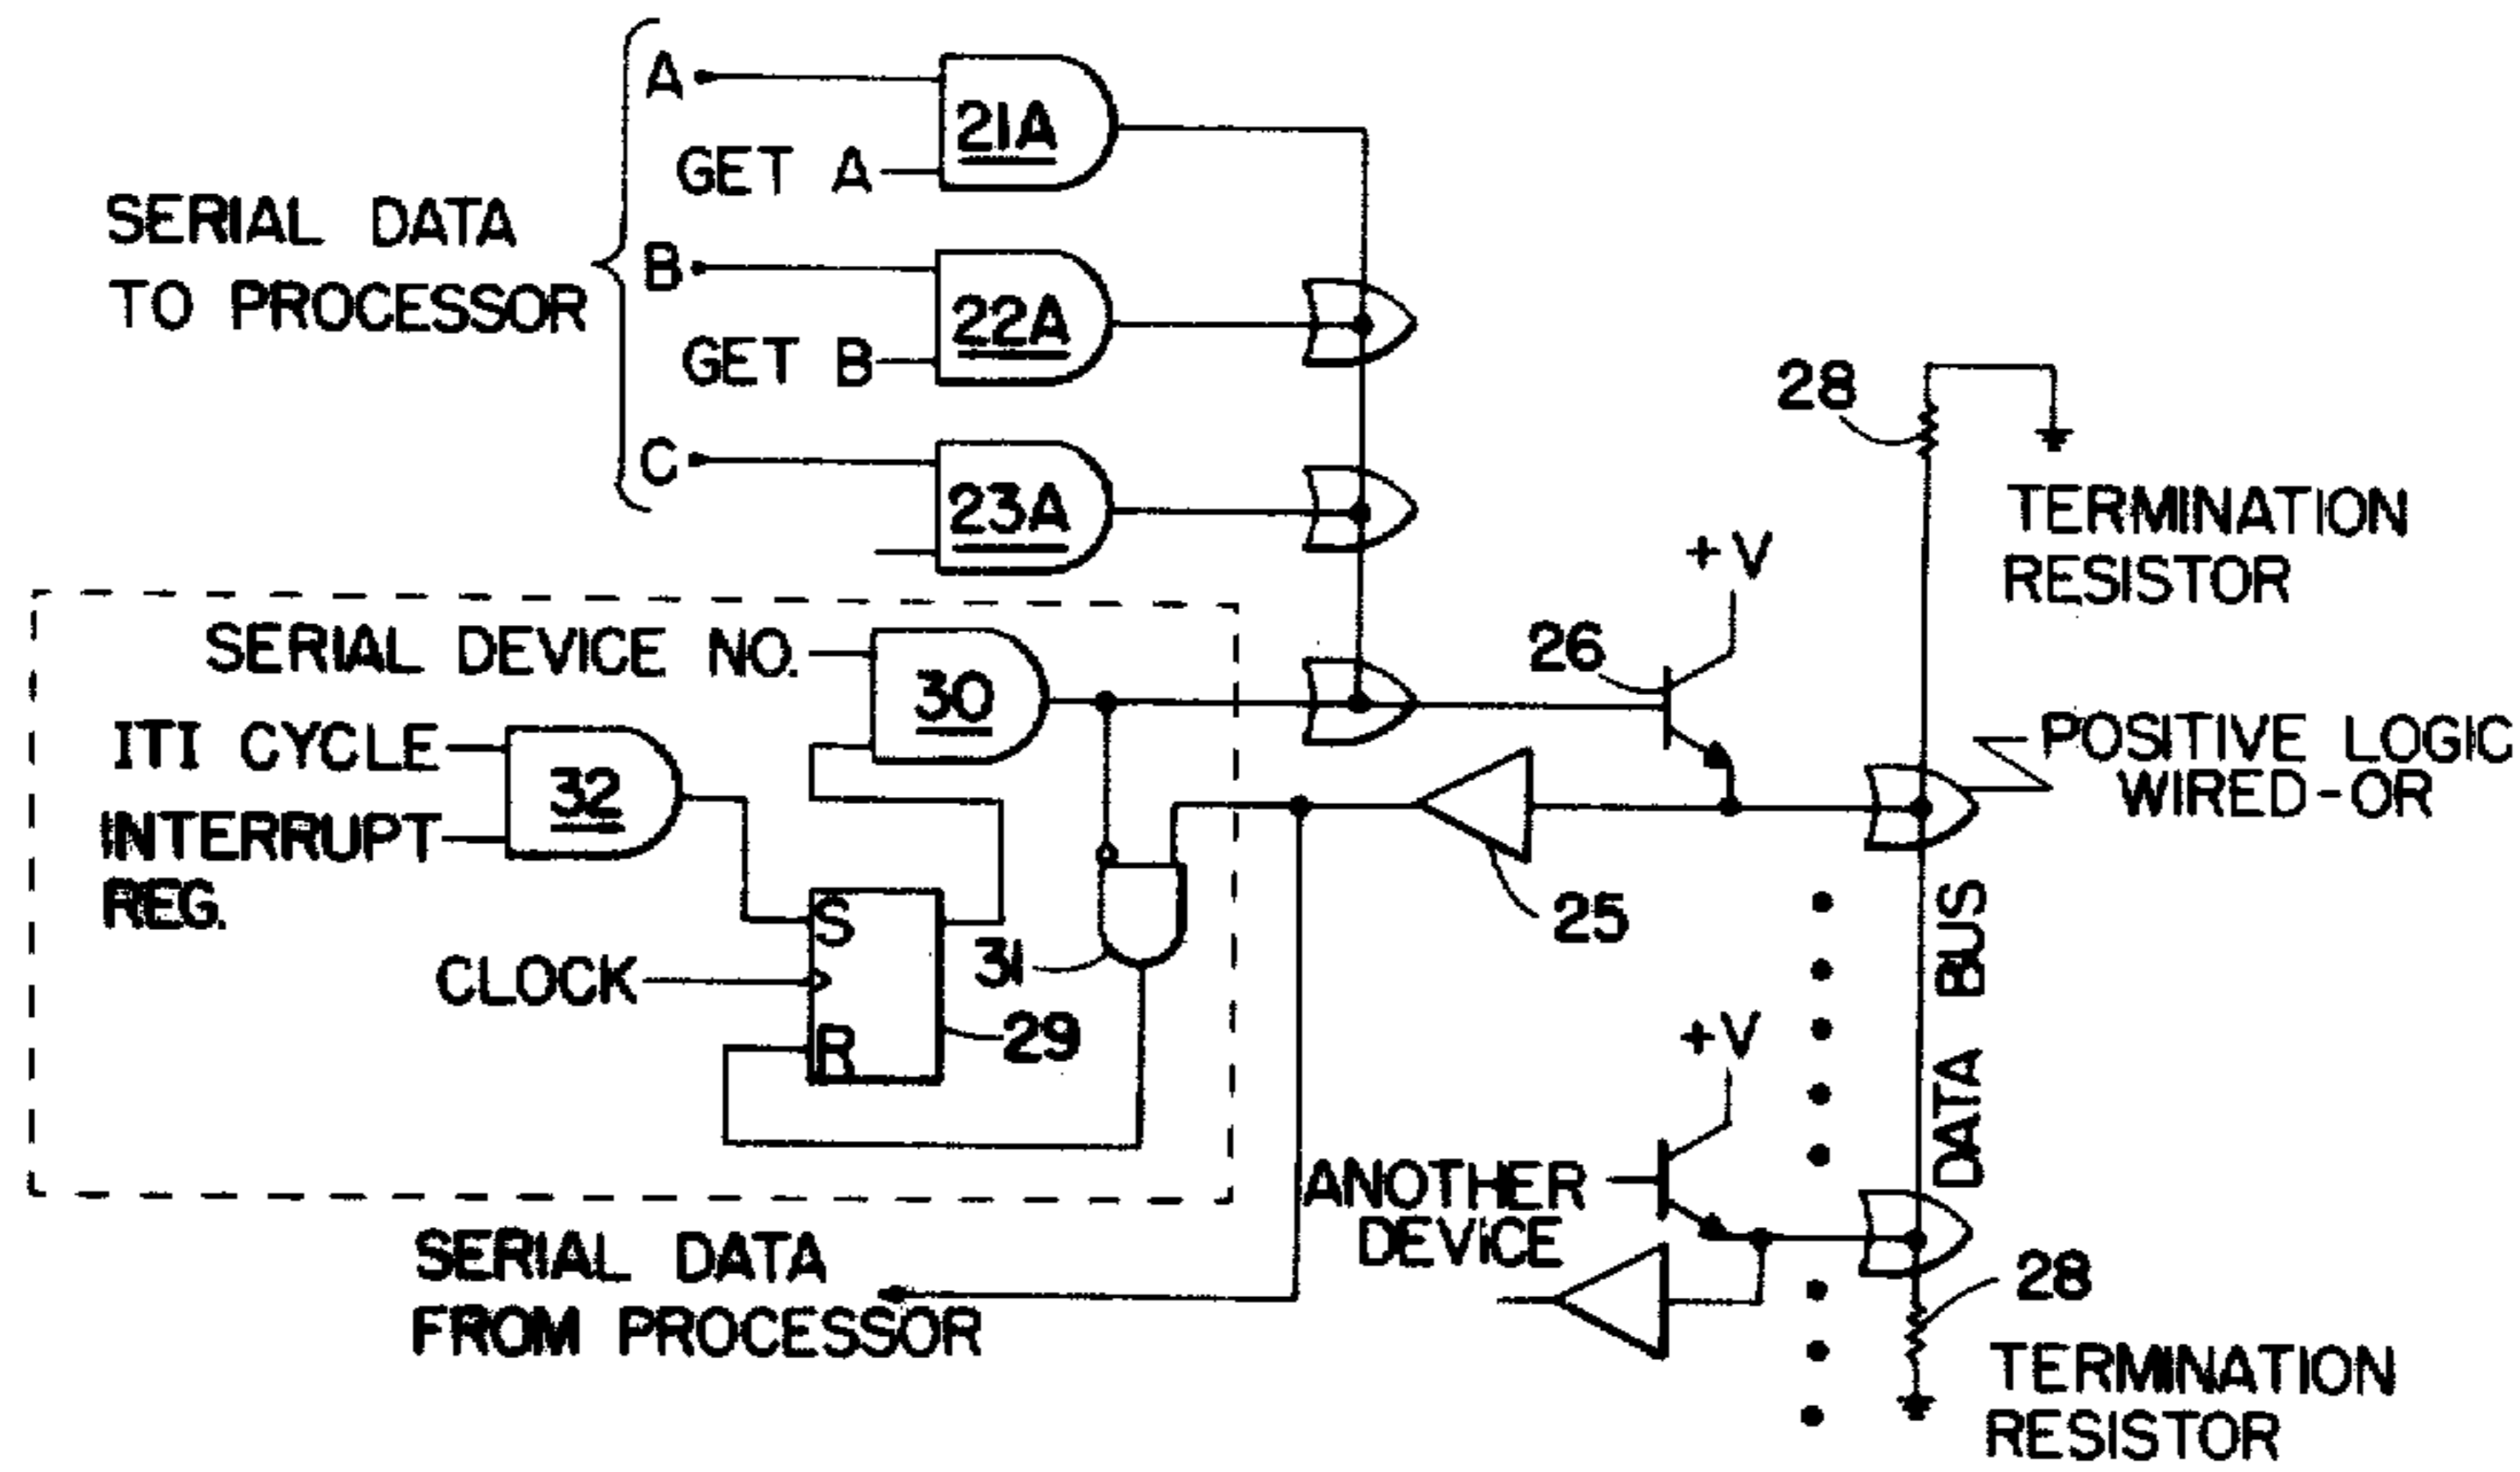 A
21A
GET A
SERIAL DATA
TO PROCESSOR
B
22A
GET B
C
23A
28
TERMINATION
RESISTOR
+V
26
SERIAL DEVICE NO.
30
ITI CYCLE
32
INTERRUPT
REG.
POSITIVE LOGIC
WIRED-OR
25
S
31
CLOCK
29
R
DATA BUS
+V
ANOTHER
DEVICE
SERIAL DATA
FROM PROCESSOR
28
TERMINATION
RESISTOR